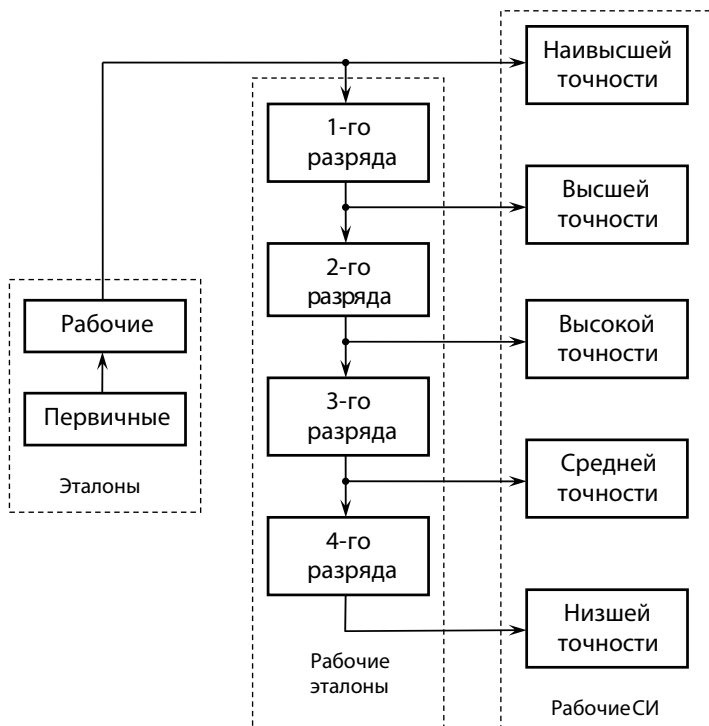 Рабочие
Первичные
Эталоны
1-го
разряда
2-го
разряда
3-го
разряда
4-го
разряда
Рабочие
эталоны
Наивысшей
точности
Высшей
точности
Высокой
точности
Средней
точности
Низшей
точности
Рабочие СИ